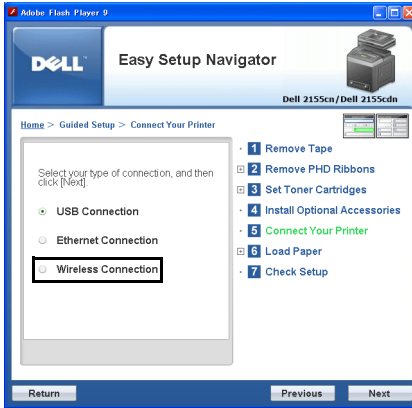 Adobe Flash Player 9
DELL
Easy Setup Navigator
Dell 2155cn/Dell 2155cdn
Home > Guided Setup > Connect Your Printer
Select your type of connection, and then
click [Next].
USB Connection
Ethernet Connection
Wireless Connection
1 Remove Tape
2 Remove PHD Ribbons
3 Set Toner Cartridges
4 Install Optional Accessories
5 Connect Your Printer
6 Load Paper
7 Check Setup
Return Previous Next